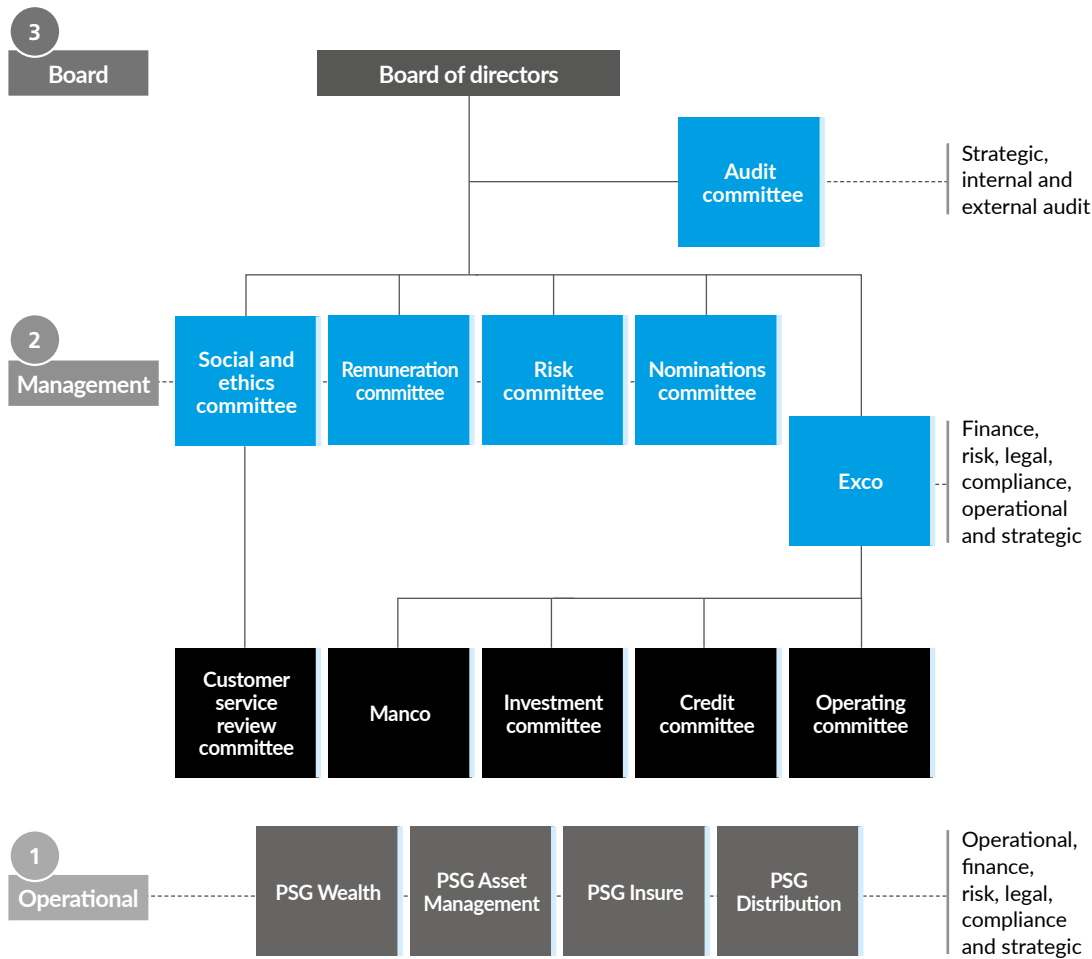 3
Board
Board of directors
Audit
committee
Strategic,
internal and
external audit
2
Management
Social and
ethics
committee
Remuneration
committee
Risk
committee
Nominations
committee
Exco
Finance,
risk, legal,
compliance,
operational
and strategic
Customer
service
review
committee
Manco
Investment
committee
Credit
committee
Operating
committee
1
Operational
PSG Wealth
PSG Asset
Management
PSG Insure
PSG
Distribution
Operational,
finance,
risk, legal,
compliance
and strategic